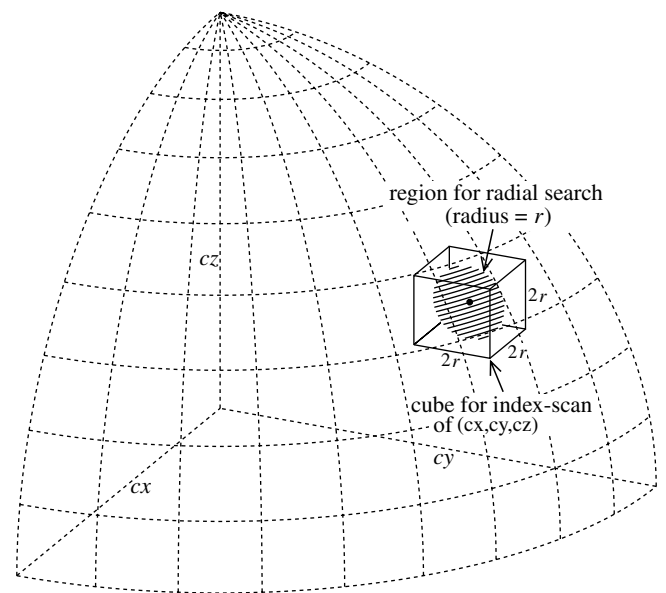 region for radial search
(radius = r)
cz
2r
2r
2r
cube for index-scan
of (cx,cy,cz)
cy
cx